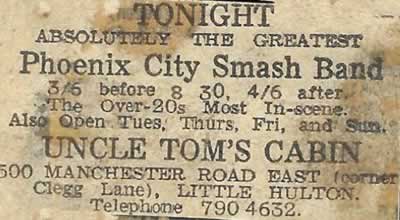 TONIGHT
ABSOLUTELY THE GREATEST
Phoenix City Smash Band
3/6 before 8 30, 4/6 after.
The Over-20s Most In-scene.
Also Open Tues, Thurs, Fri, and Sun.
UNCLE TOM'S CABIN
500 MANCHESTER ROAD EAST (corner
Clegg Lane), LITTLE HULTON.
Telephone 790 4632.